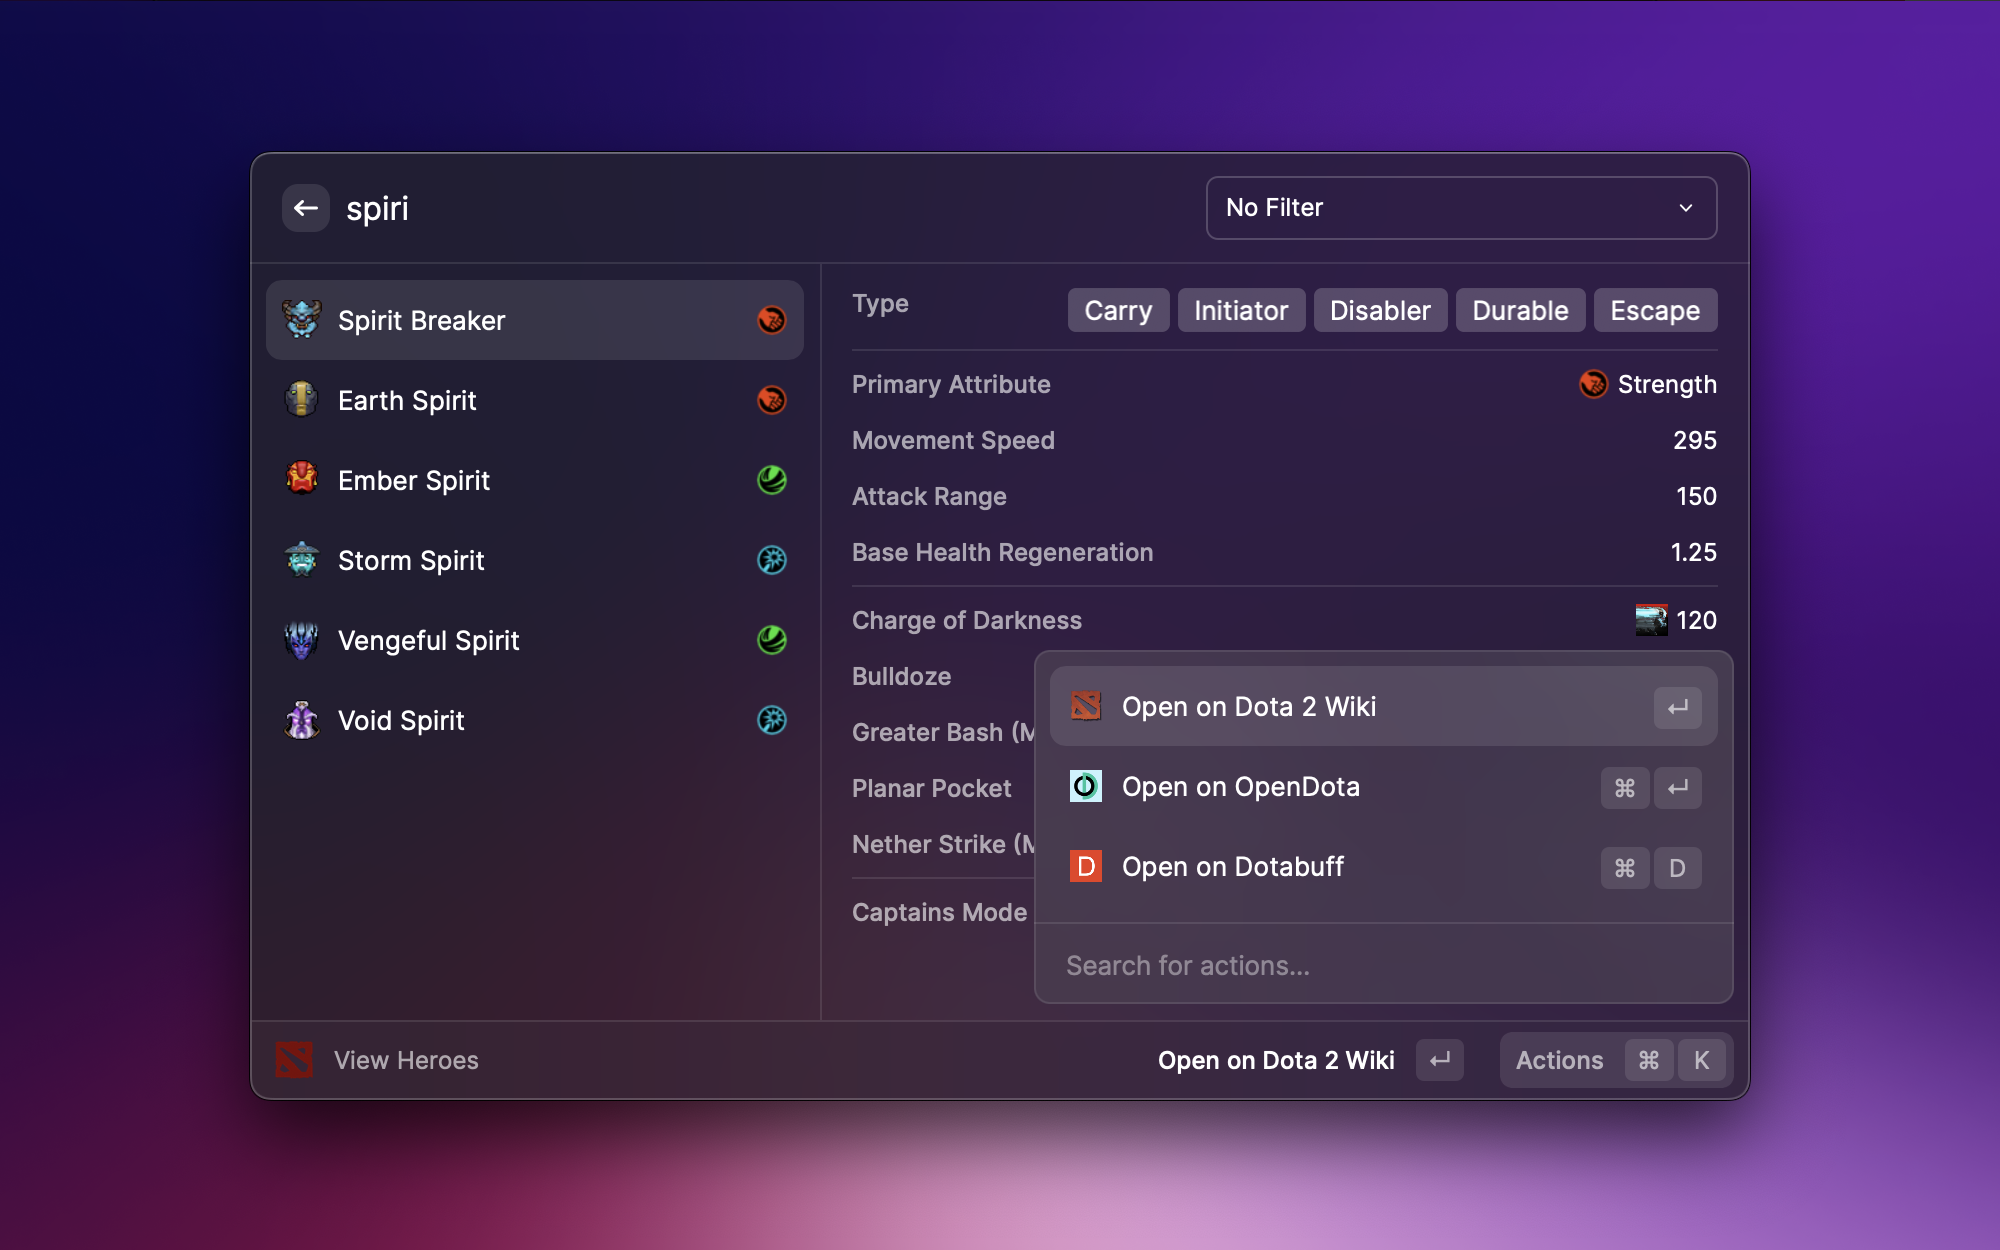 spiri
No Filter
Spirit Breaker
Earth Spirit
Ember Spirit
Storm Spirit
Vengeful Spirit
Void Spirit
Type Carry Initiator Disabler Durable Escape
Primary Attribute Strength
Movement Speed 295
Attack Range 150
Base Health Regeneration 1.25
Charge of Darkness 120
Bulldoze
Greater Bash (M
Planar Pocket
Nether Strike (M
Captains Mode
Open on Dota 2 Wiki ↵
Open on OpenDota ⌘ ↵
D Open on Dotabuff ⌘ D
Search for actions...
View Heroes
Open on Dota 2 Wiki ↵
Actions ⌘ K